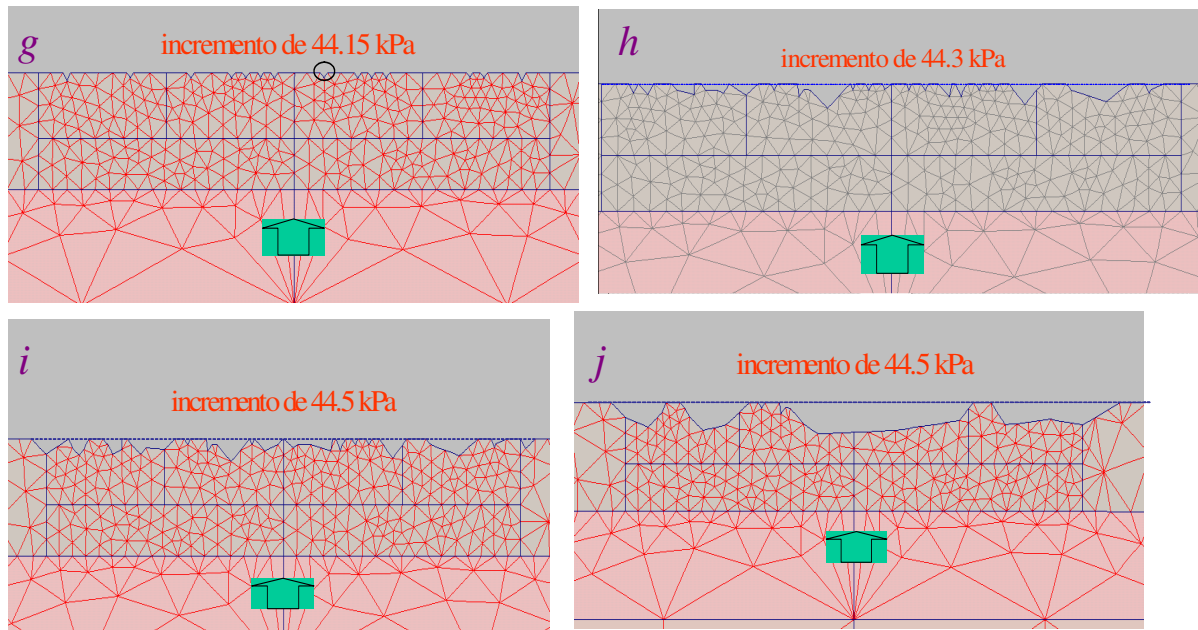 g
incremento de 44.15 kPa
h
incremento de 44.3 kPa
i
incremento de 44.5 kPa
j
incremento de 44.5 kPa